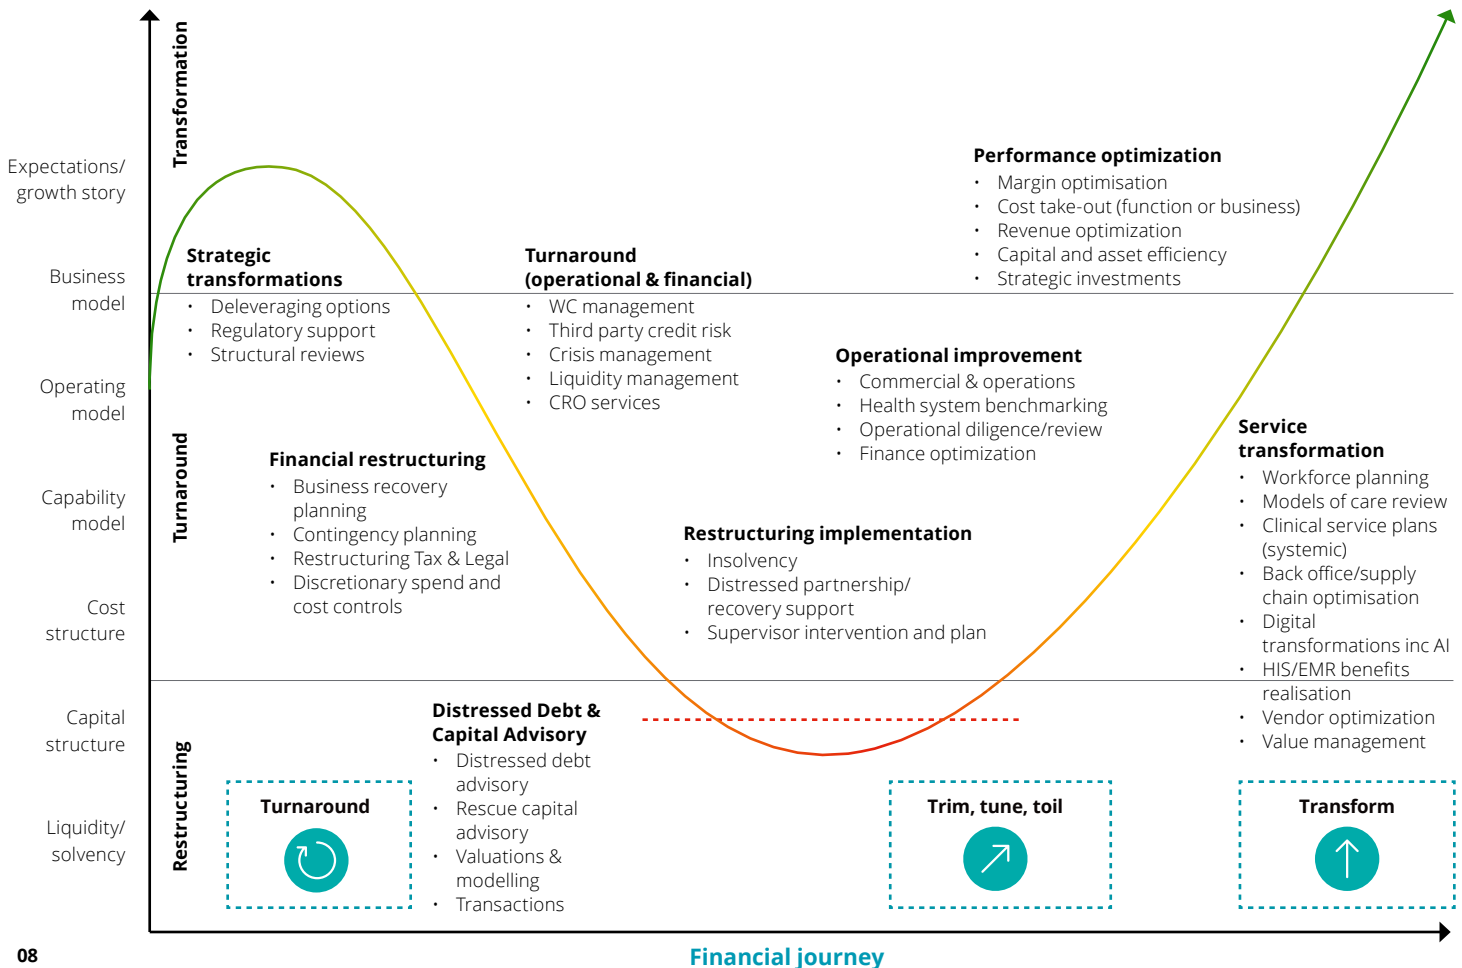 Transformation
Expectations/
growth story
Business
model
Operating
model
Turnaround
Capability
model
Cost
structure
Capital
structure
Restructuring
Liquidity/
solvency
Strategic
transformations
• Deleveraging options
• Regulatory support
• Structural reviews
Financial restructuring
• Business recovery
planning
• Contingency planning
• Restructuring Tax & Legal
• Discretionary spend and
cost controls
Turnaround
(operational & financial)
• WC management
• Third party credit risk
• Crisis management
• Liquidity management
• CRO services
Distressed Debt &
Capital Advisory
• Distressed debt
advisory
• Rescue capital
advisory
• Valuations &
modelling
• Transactions
Restructuring implementation
• Insolvency
• Distressed partnership/
recovery support
• Supervisor intervention and plan
Operational improvement
• Commercial & operations
• Health system benchmarking
• Operational diligence/review
• Finance optimization
Performance optimization
• Margin optimisation
• Cost take-out (function or business)
• Revenue optimization
• Capital and asset efficiency
• Strategic investments
Service
transformation
• Workforce planning
• Models of care review
• Clinical service plans
(systemic)
• Back office/supply
chain optimisation
• Digital
transformations inc AI
• HIS/EMR benefits
realisation
• Vendor optimization
• Value management
Turnaround
Trim, tune, toil
Transform
Financial journey
08